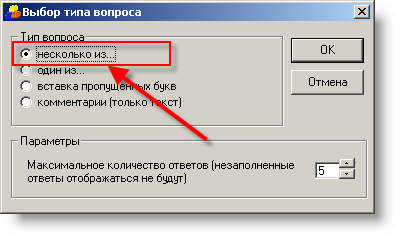 Выбор типа вопроса
Тип вопроса
несколько из...
один из...
вставка пропущенных букв
комментарии (только текст)
OK
Отмена
Параметры
Максимальное количество ответов (незаполненные
ответы отображаться не будут)
5